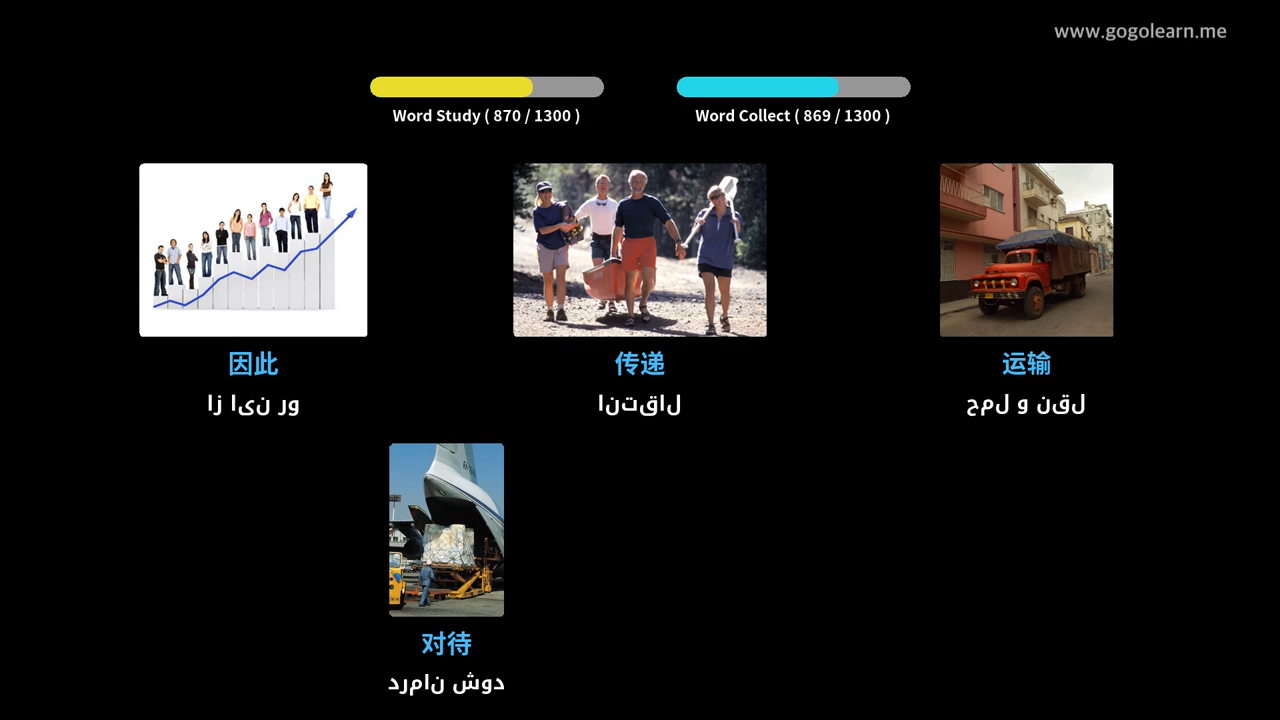 www.gogolearn.me
Word Study ( 870 / 1300 )
Word Collect ( 869 / 1300 )
因此
传递
运输
از این رو
انتقال
حمل و نقل
对待
درمان شود